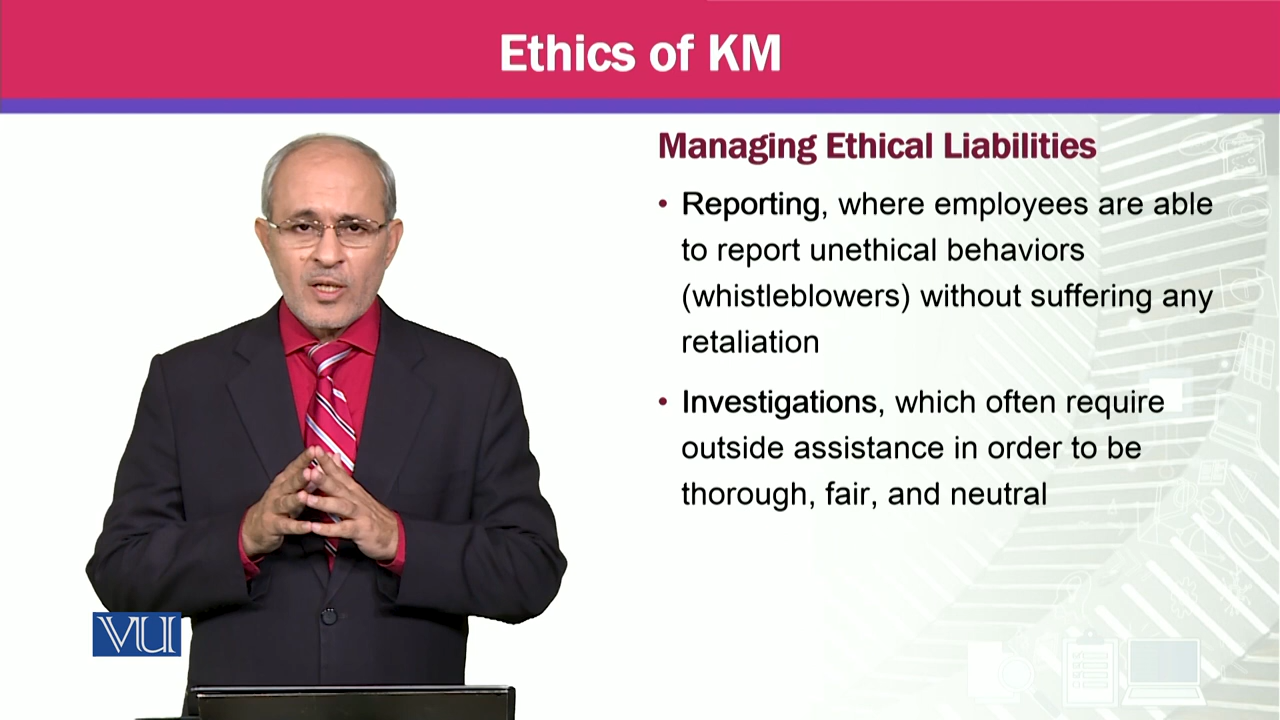 Ethics of KM
Managing Ethical Liabilities
• Reporting, where employees are able
to report unethical behaviors
(whistleblowers) without suffering any
retaliation
• Investigations, which often require
outside assistance in order to be
thorough, fair, and neutral
VU